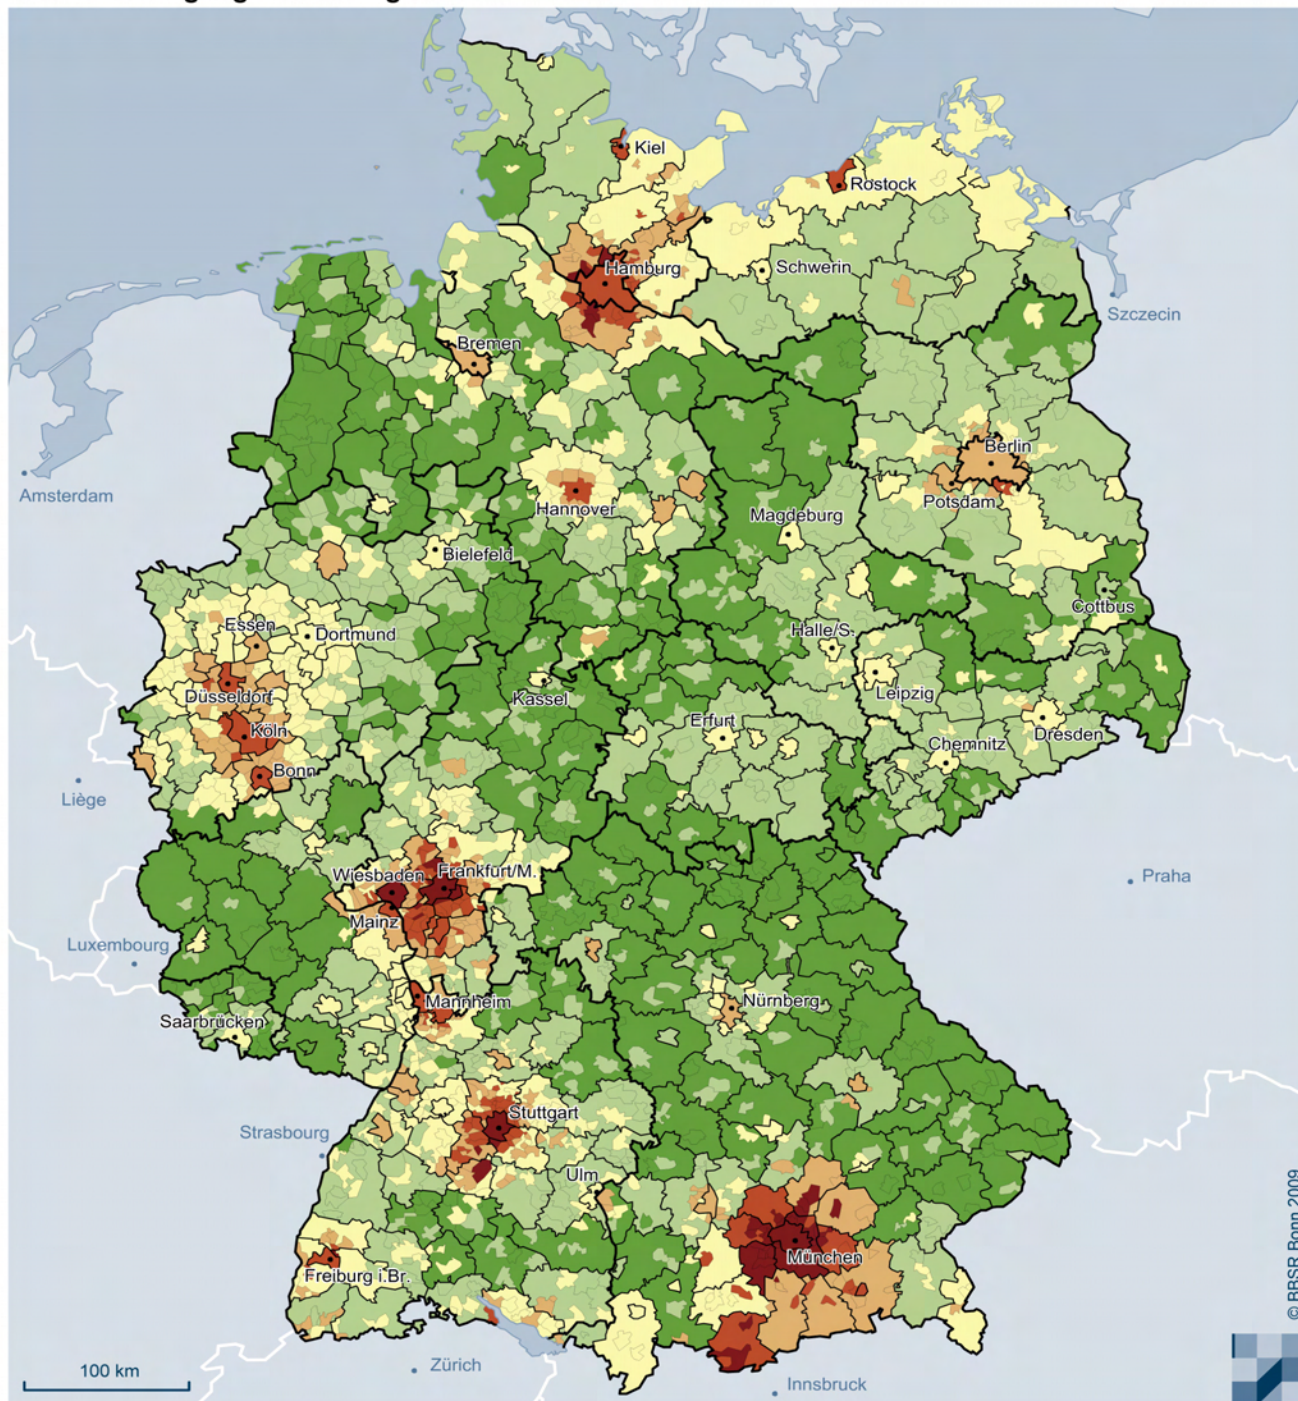 Kiel
Rostock
Hamburg
Schwerin
Szczecin
Bremen
Berlin
Amsterdam
Hannover
Potsdam
Magdeburg
Bielefeld
Cottbus
Essen
Dortmund
Halle/S.
Düsseldorf
Kassel
Leipzig
Köln
Erfurt
Dresden
Chemnitz
Bonn
Liège
Wiesbaden
Frankfurt/M.
Praha
Mainz
Luxembourg
Mannheim
Nürnberg
Saarbrücken
Stuttgart
Strasbourg
Ulm
München
Freiburg i.Br.
© BBSR Bonn 2009
100 km
Zürich
Innsbruck